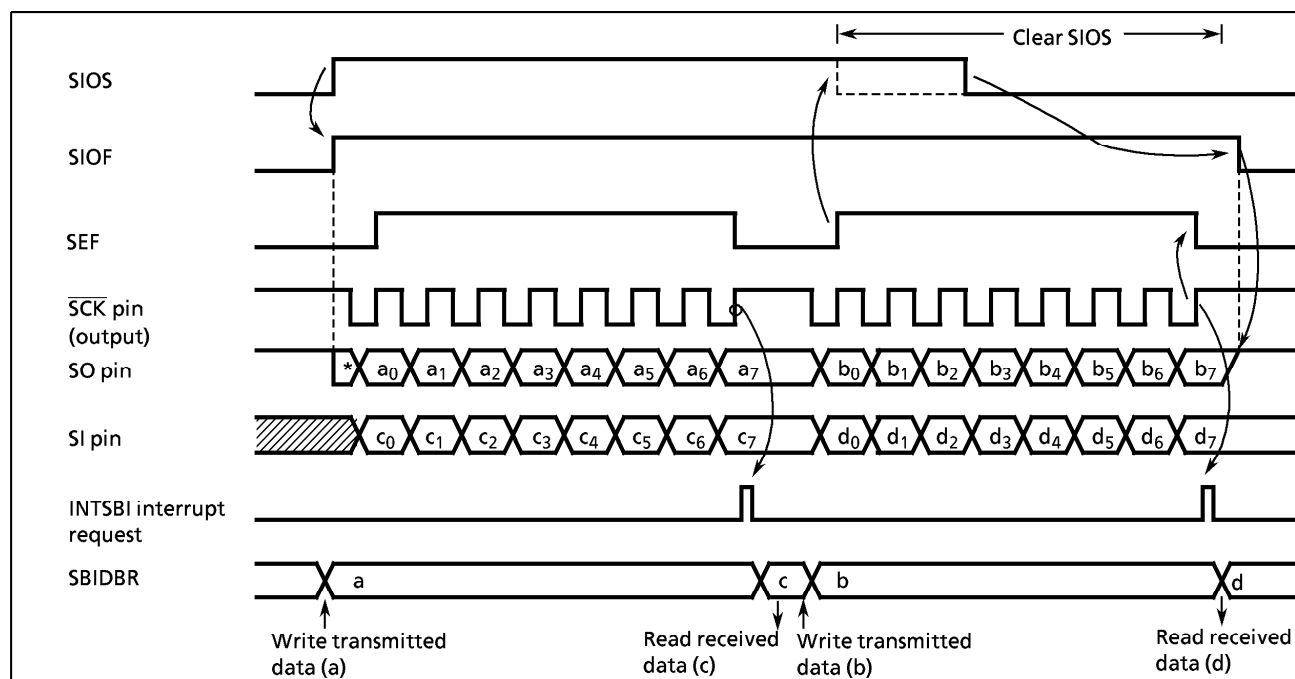 Clear SIOS
SIOS
SIOF
SEF
SCK pin
(output)
SO pin
* a0 a1 a2 a3 a4 a5 a6 a7 b0 b1 b2 b3 b4 b5 b6 b7
SI pin
c0 c1 c2 c3 c4 c5 c6 c7 d0 d1 d2 d3 d4 d5 d6 d7
INTSBI interrupt
request
SBIDBR
a c b d
Write transmitted
data (a)
Read received
data (c)
Write transmitted
data (b)
Read received
data (d)